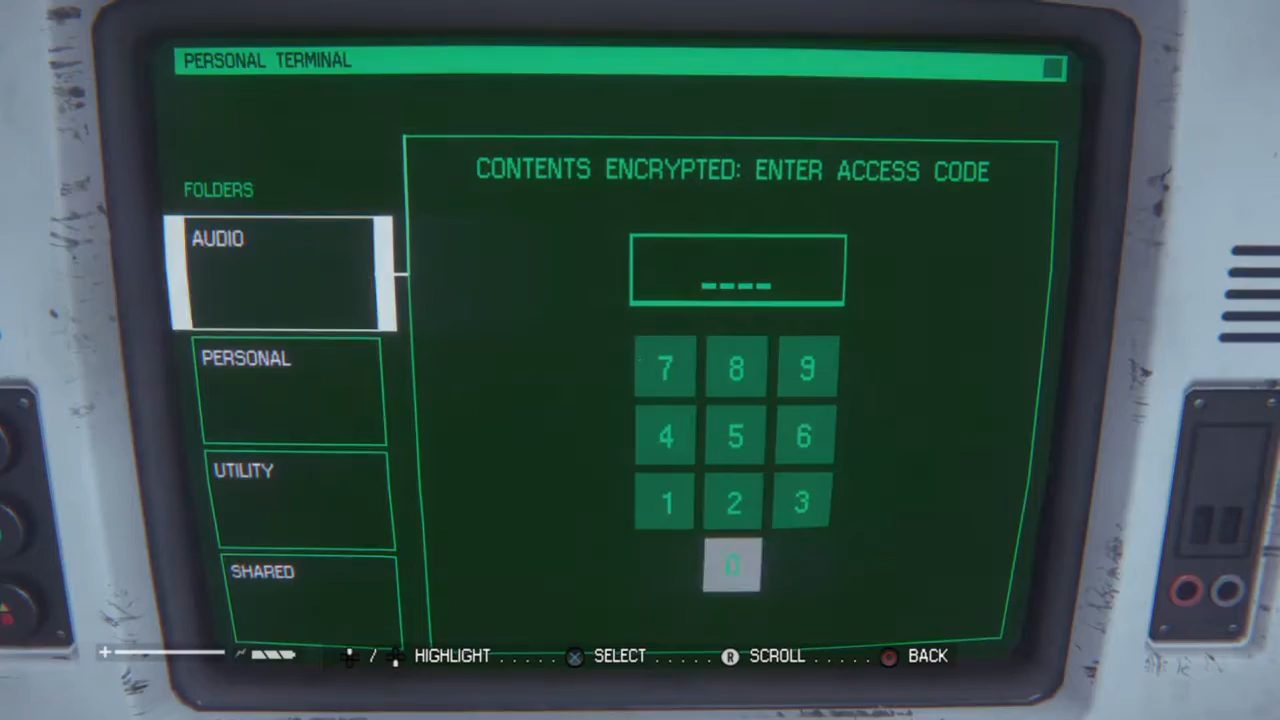 PERSONAL TERMINAL
CONTENTS ENCRYPTED: ENTER ACCESS CODE
FOLDERS
AUDIO
PERSONAL
UTILITY
SHARED
7 8 9
4 5 6
1 2 3
0
/ HIGHLIGHT..... SELECT..... R SCROLL..... BACK